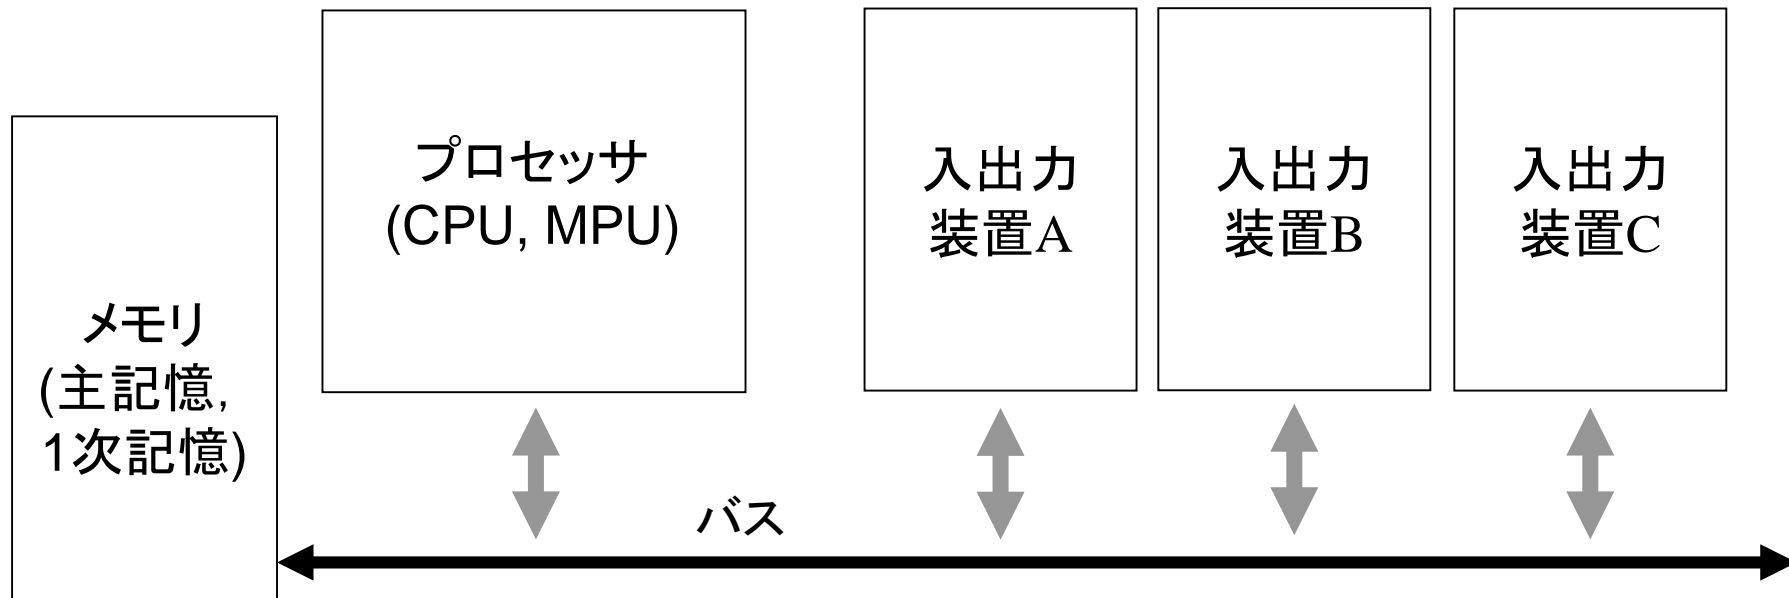 プロセッサ
(CPU, MPU)
入出力
装置A
入出力
装置B
入出力
装置C
メモリ
(主記憶,
1次記憶)
バス